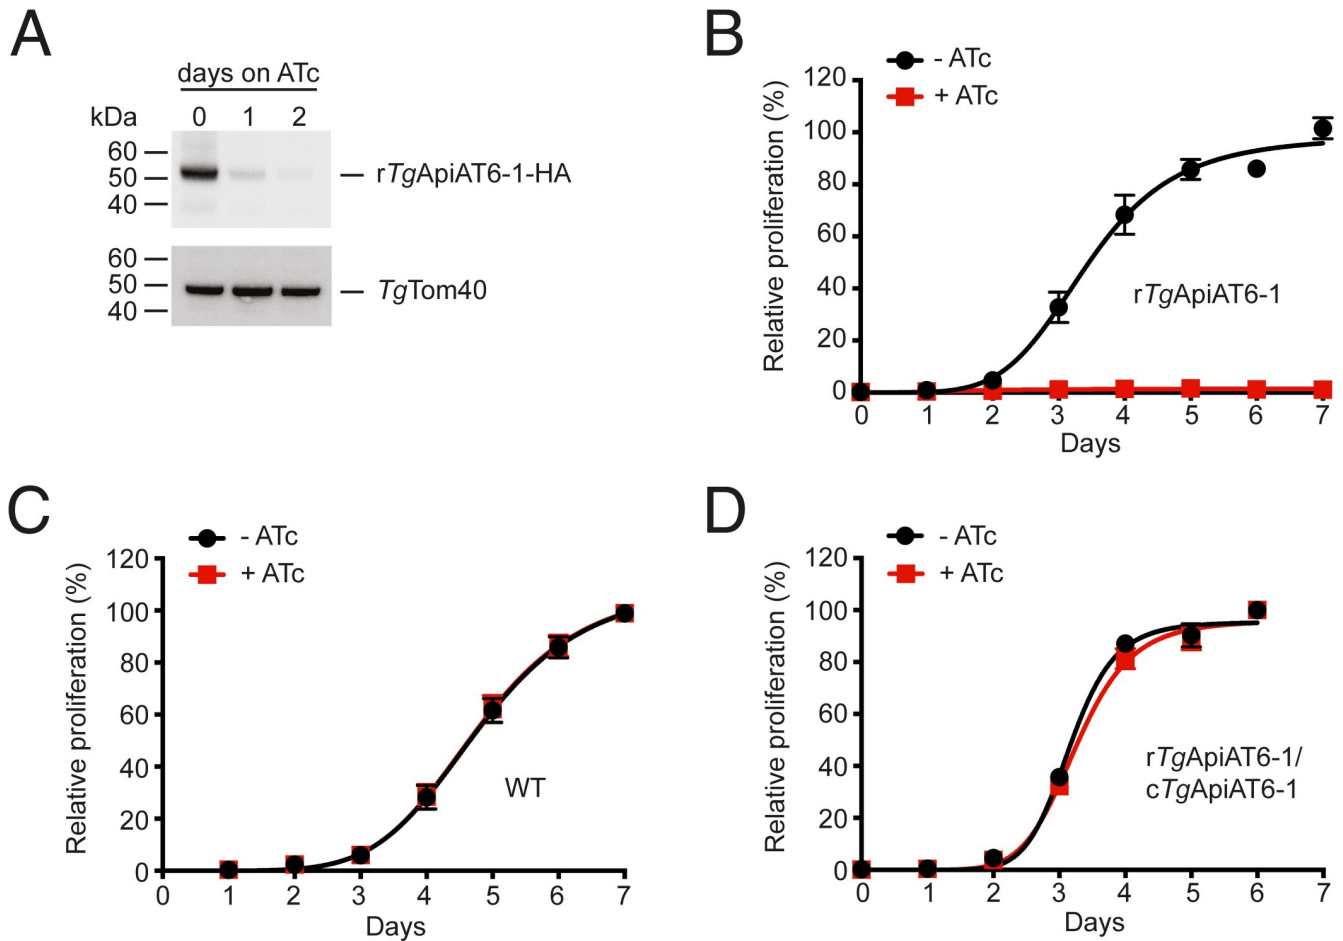 A
days on ATc
kDa 0 1 2
60
50
40
rTgApiAT6-1-HA
60
50
40
TgTom40
B
- ATc
+ ATc
Relative proliferation (%)
120
100
80
60
40
20
0
0 1 2 3 4 5 6 7
Days
rTgApiAT6-1
C
- ATc
+ ATc
Relative proliferation (%)
120
100
80
60
40
20
0
0 1 2 3 4 5 6 7
Days
WT
D
- ATc
+ ATc
Relative proliferation (%)
120
100
80
60
40
20
0
0 1 2 3 4 5 6 7
Days
rTgApiAT6-1/
cTgApiAT6-1